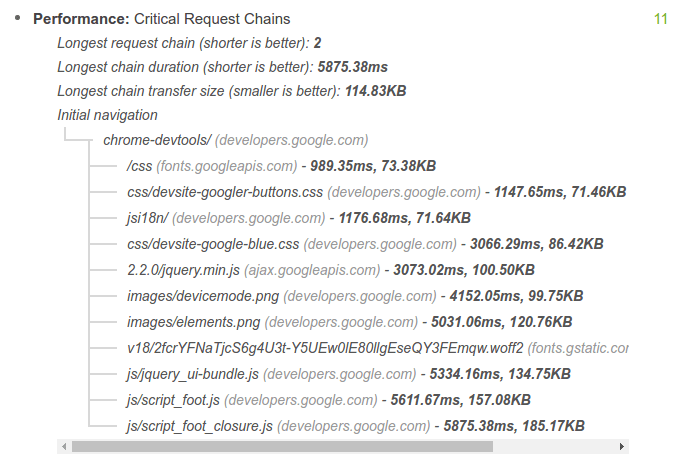 Performance: Critical Request Chains 11
Longest request chain (shorter is better): 2
Longest chain duration (shorter is better): 5875.38ms
Longest chain transfer size (smaller is better): 114.83KB
Initial navigation
chrome-devtools/ (developers.google.com)
/css (fonts.googleapis.com) - 989.35ms, 73.38KB
css/devsite-googler-buttons.css (developers.google.com) - 1147.65ms, 71.46KB
jsi18n/ (developers.google.com) - 1176.68ms, 71.64KB
css/devsite-google-blue.css (developers.google.com) - 3066.29ms, 86.42KB
2.2.0/jquery.min.js (ajax.googleapis.com) - 3073.02ms, 100.50KB
images/devicemode.png (developers.google.com) - 4152.05ms, 99.75KB
images/elements.png (developers.google.com) - 5031.06ms, 120.76KB
v18/2fcrYFNaTjcS6g4U3t-Y5UEw0lE80llgEseQY3FEmqw.woff2 (fonts.gstatic.cor
js/jquery_ui-bundle.js (developers.google.com) - 5334.16ms, 134.75KB
js/script_foot.js (developers.google.com) - 5611.67ms, 157.08KB
js/script_foot_closure.js (developers.google.com) - 5875.38ms, 185.17KB